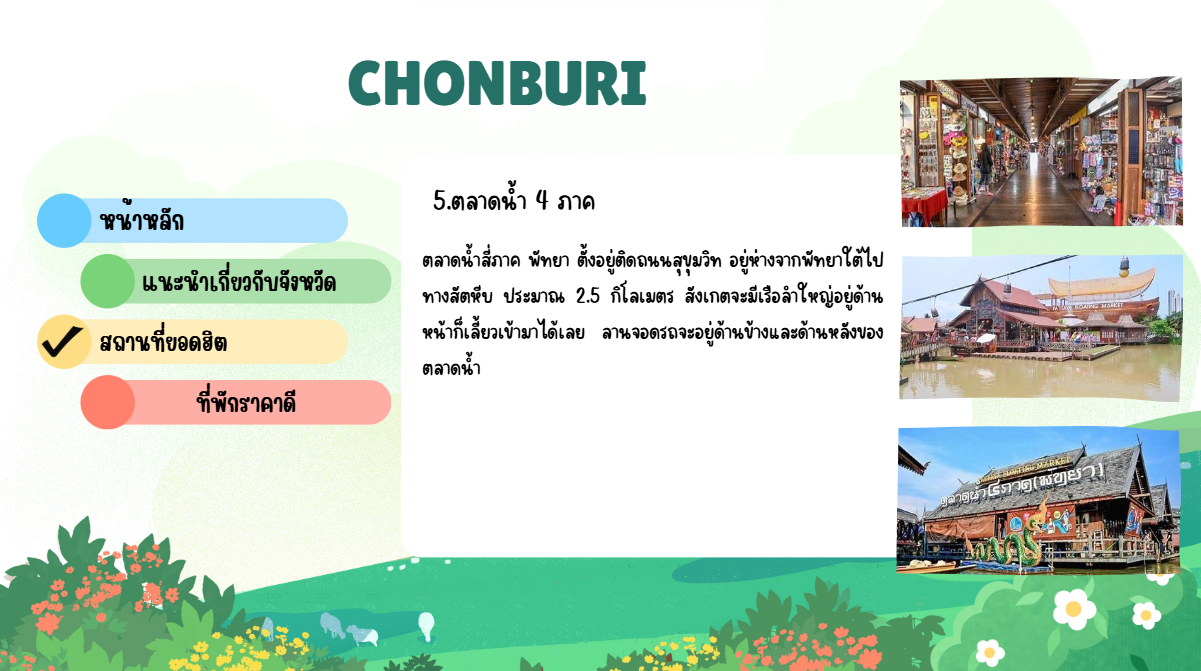 CHONBURI
หน้าหลัก
แนะนำเกี่ยวกับจังหวัด
สถานที่ยอดฮิต
ที่พักราคาดี
5.ตลาดน้ำ 4 ภาค
ตลาดน้ำสี่ภาค พัทยา ตั้งอยู่ติดถนนสุขุมวิท อยู่ห่างจากพัทยาใต้ไป
ทางสัตหีบ ประมาณ 2.5 กิโลเมตร สังเกตจะมีเรือลำใหญ่อยู่ด้าน
หน้าก็เลี้ยวเข้ามาได้เลย ลานจอดรถจะอยู่ด้านข้างและด้านหลังของ
ตลาดน้ำ
PATTAYA FLOATING MARKET
FLOATING MARKET
ตลาดน้ำ๔ภาค(พัทยา)